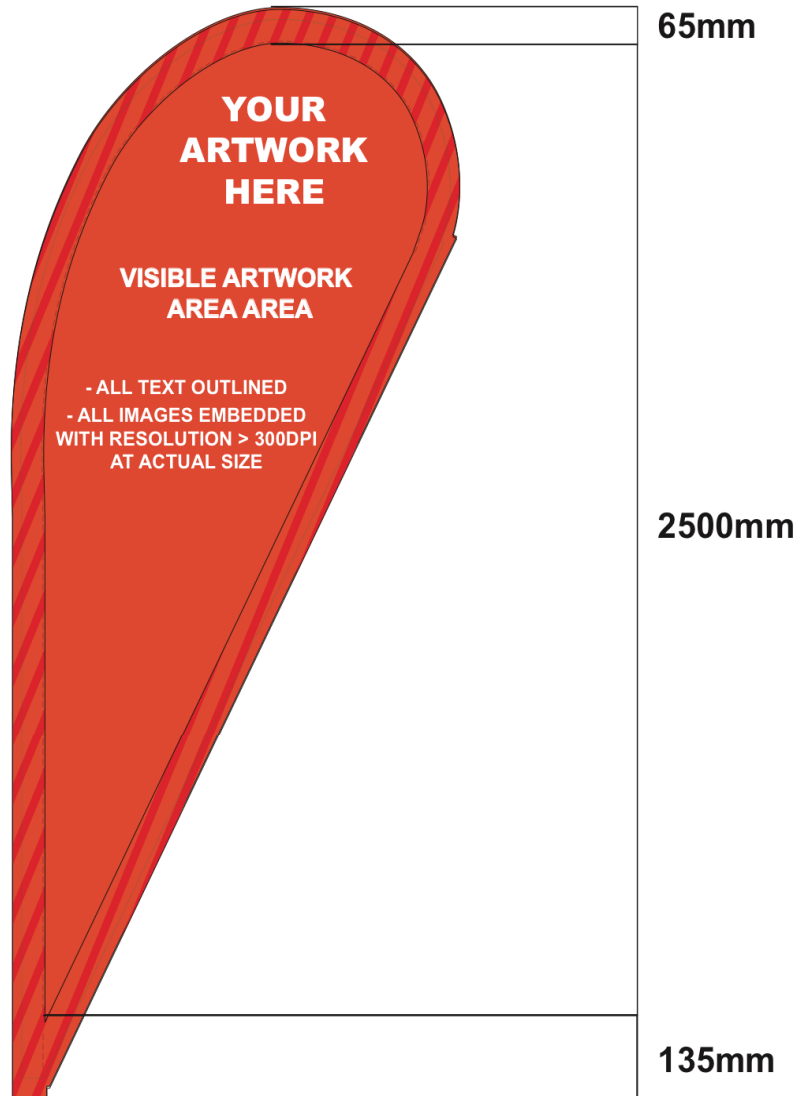 65mm
YOUR
ARTWORK
HERE
VISIBLE ARTWORK
AREA AREA
- ALL TEXT OUTLINED
- ALL IMAGES EMBEDDED
WITH RESOLUTION > 300DPI
AT ACTUAL SIZE
2500mm
135mm